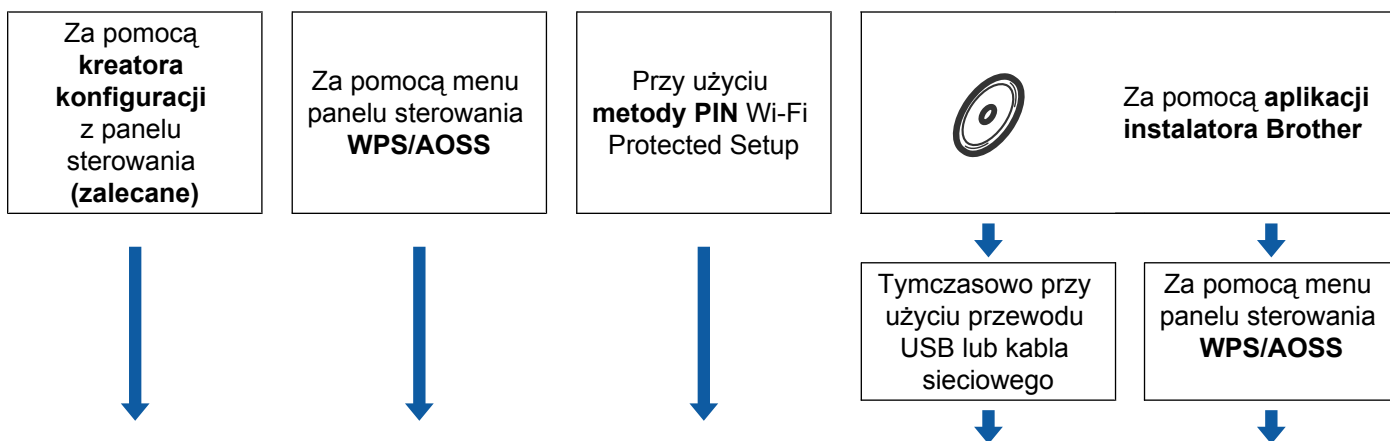 Za pomocą
kreatora
konfiguracji
z panelu
sterowania
(zalecane)
Za pomocą menu
panelu sterowania
WPS/AOSS
Przy użyciu
metody PIN Wi-Fi
Protected Setup
Za pomocą aplikacji
instalatora Brother
Tymczasowo przy
użyciu przewodu
USB lub kabla
sieciowego
Za pomocą menu
panelu sterowania
WPS/AOSS